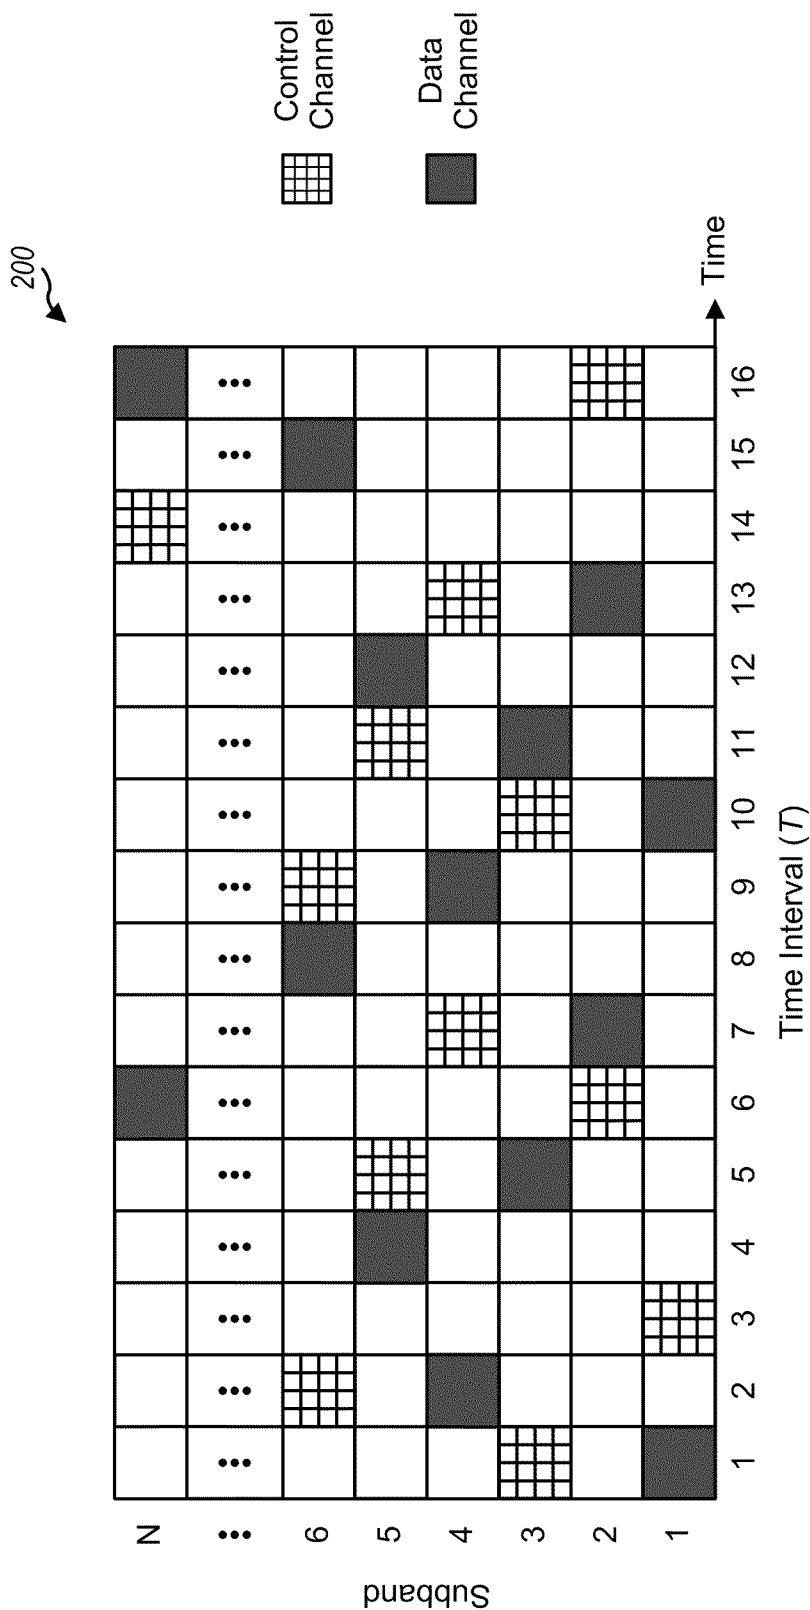 200
Control
Channel
Data
Channel
Subband
N
•••
6
5
4
3
2
1
••• ••• ••• ••• ••• ••• ••• ••• ••• ••• ••• ••• ••• ••• ••• •••
1 2 3 4 5 6 7 8 9 10 11 12 13 14 15 16
Time
Time Interval (T)